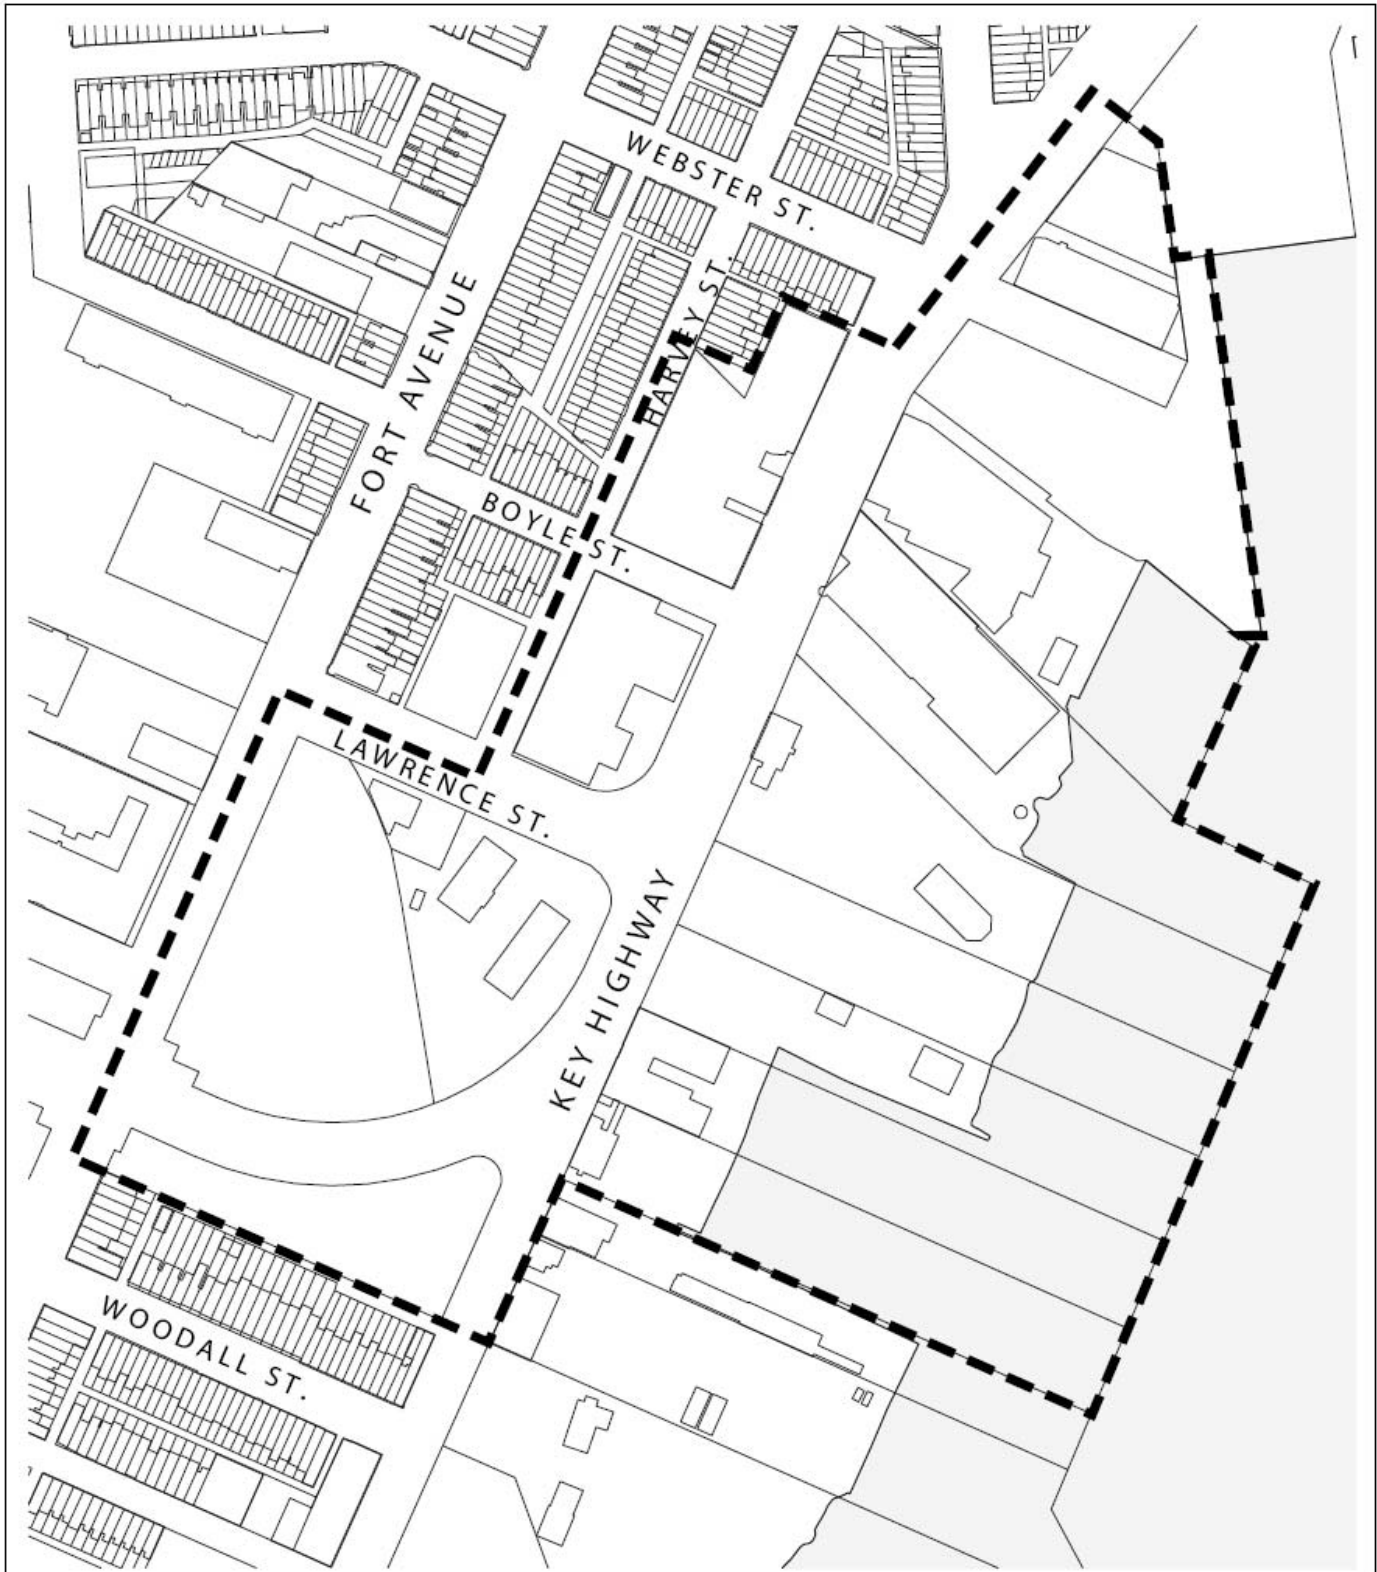 WEBSTER ST.
HARVEY ST.
FORT AVENUE
BOYLE ST.
LAWRENCE ST.
KEY HIGHWAY
WOODALL ST.